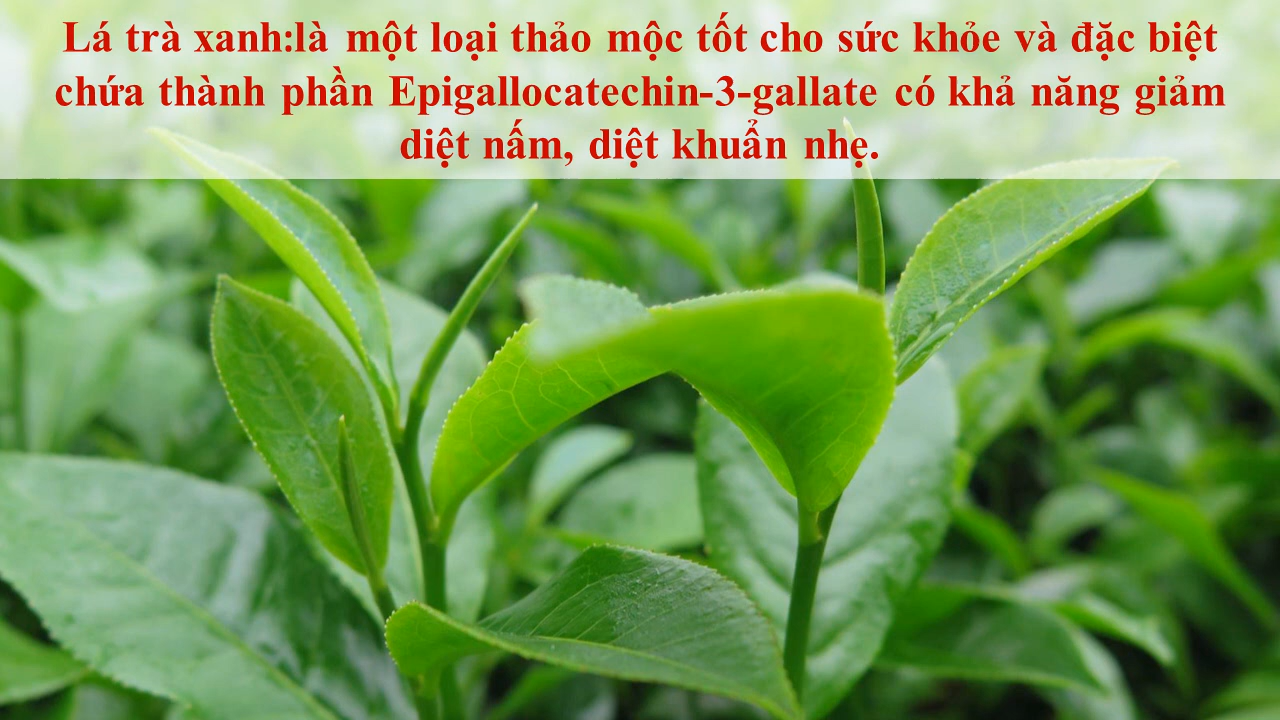 Lá trà xanh:là một loại thảo mộc tốt cho sức khỏe và đặc biệt
chứa thành phần Epigallocatechin-3-gallate có khả năng giảm
diệt nấm, diệt khuẩn nhẹ.